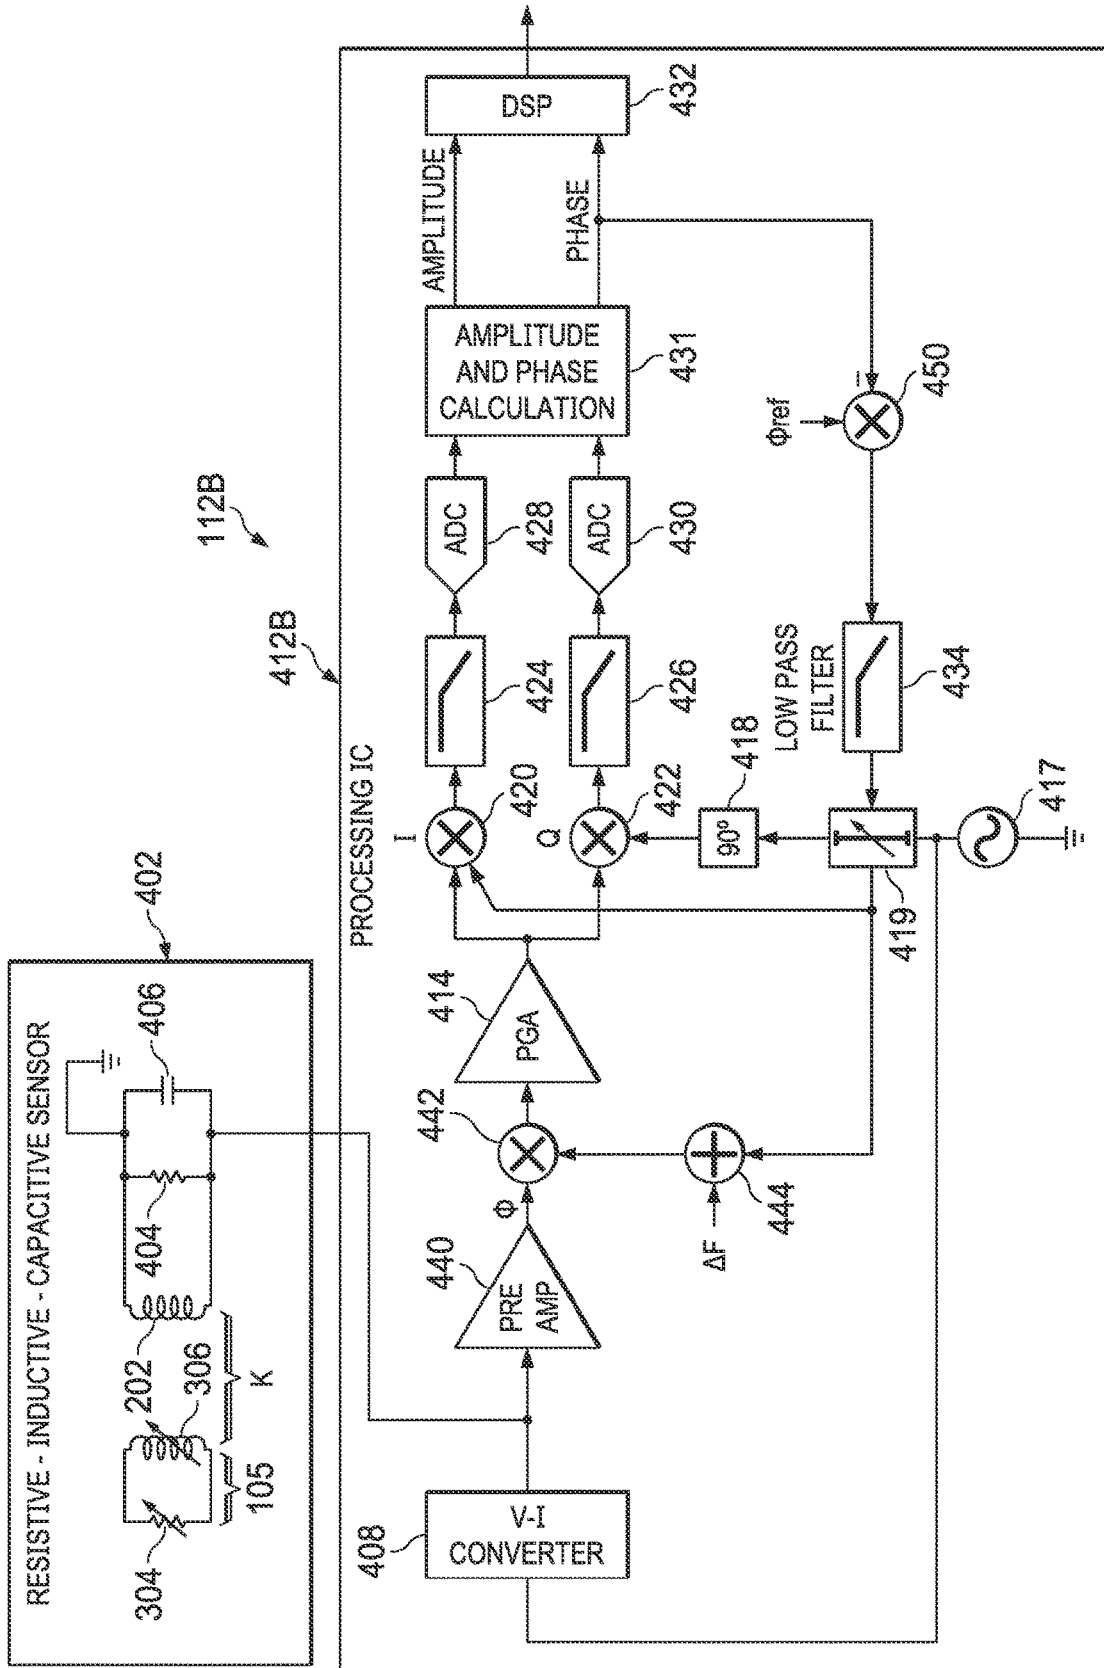 RESISTIVE - INDUCTIVE - CAPACITIVE SENSOR
402
304
105
306
K
202
404
406
112B
412B
PROCESSING IC
408
V-I
CONVERTER
440
PRE
AMP
Φ
442
ΔF
444
414
PGA
I
420
Q
422
90°
418
419
417
424
426
ADC
428
ADC
430
AMPLITUDE
AND PHASE
CALCULATION
431
AMPLITUDE
PHASE
DSP
432
Φref
–
450
LOW PASS
FILTER
434